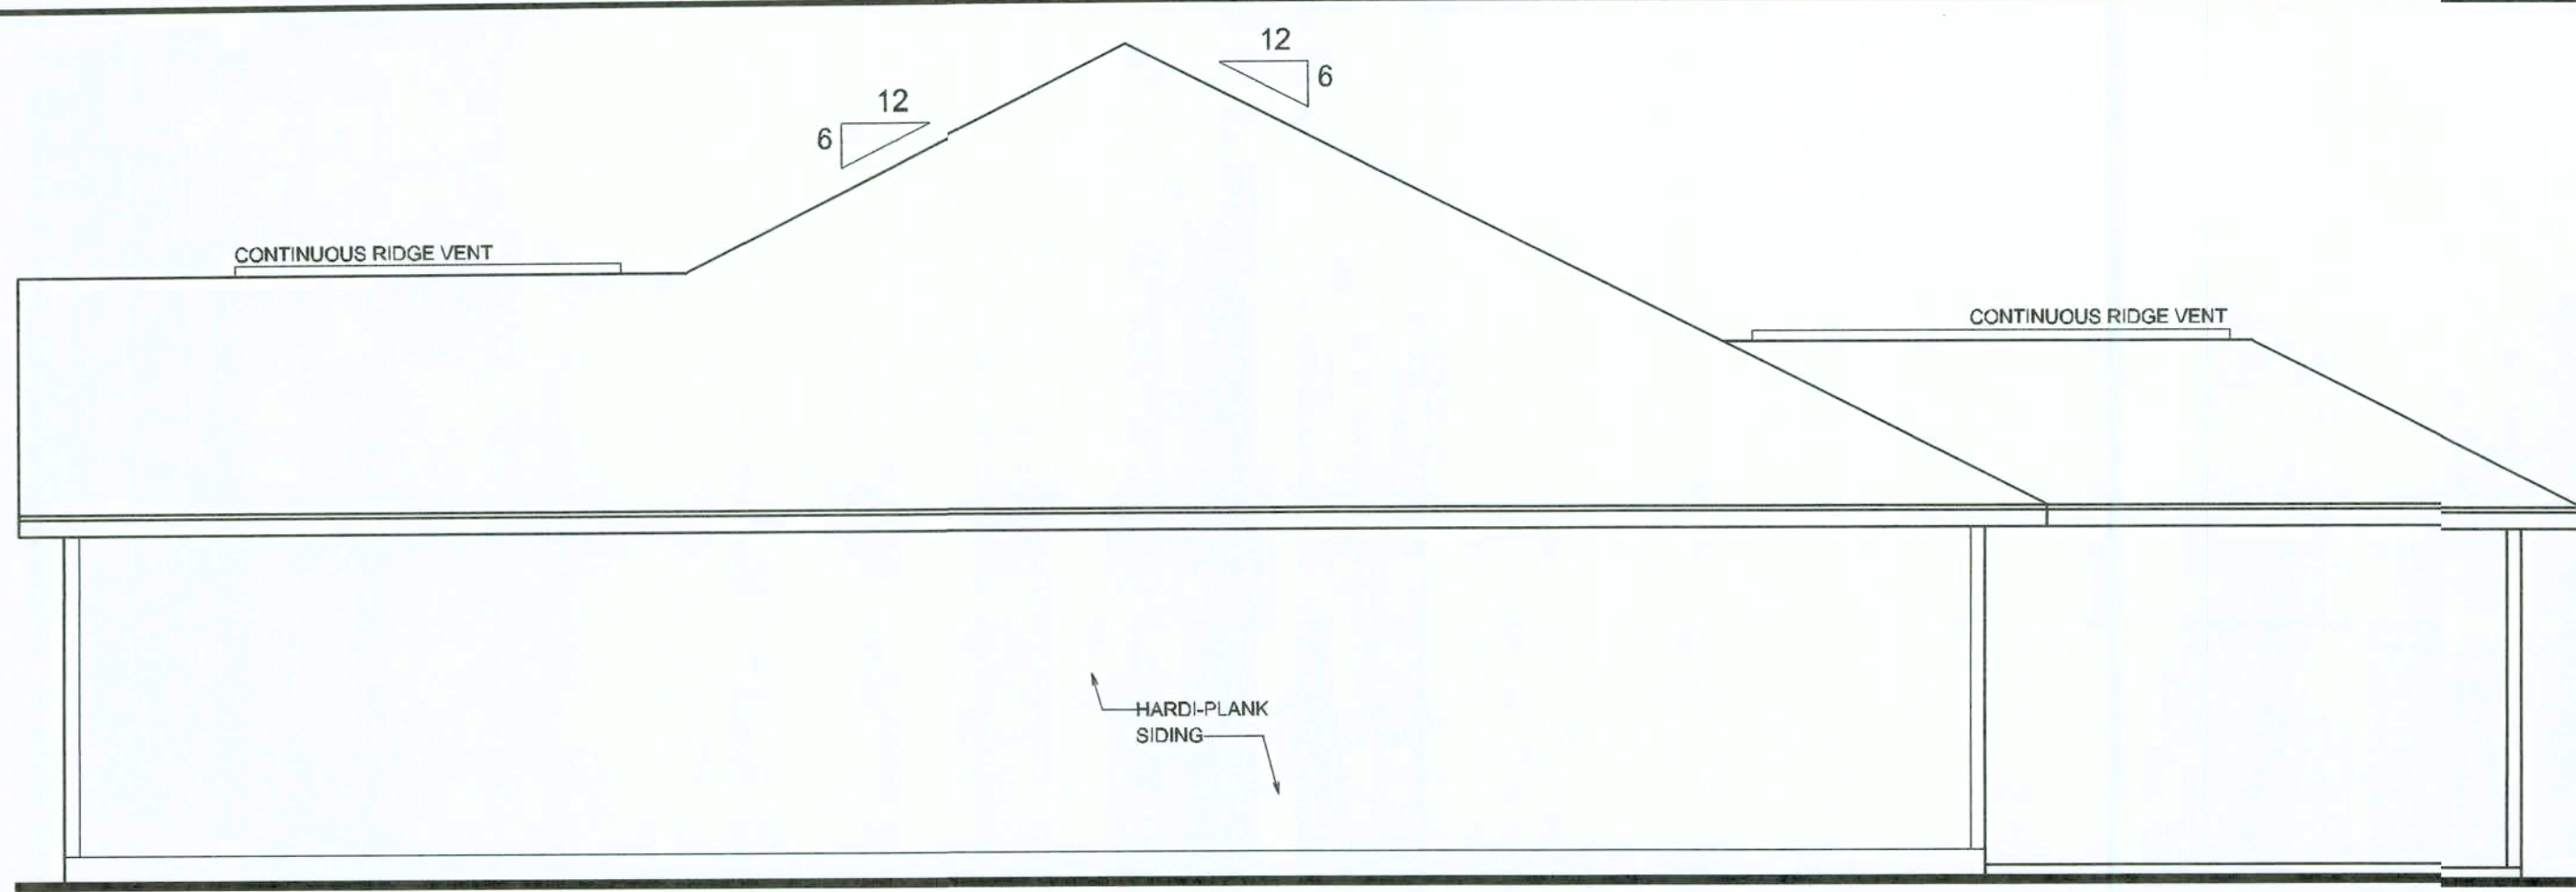 12
6
12
6
CONTINUOUS RIDGE VENT
CONTINUOUS RIDGE VENT
HARDI-PLANK
SIDING